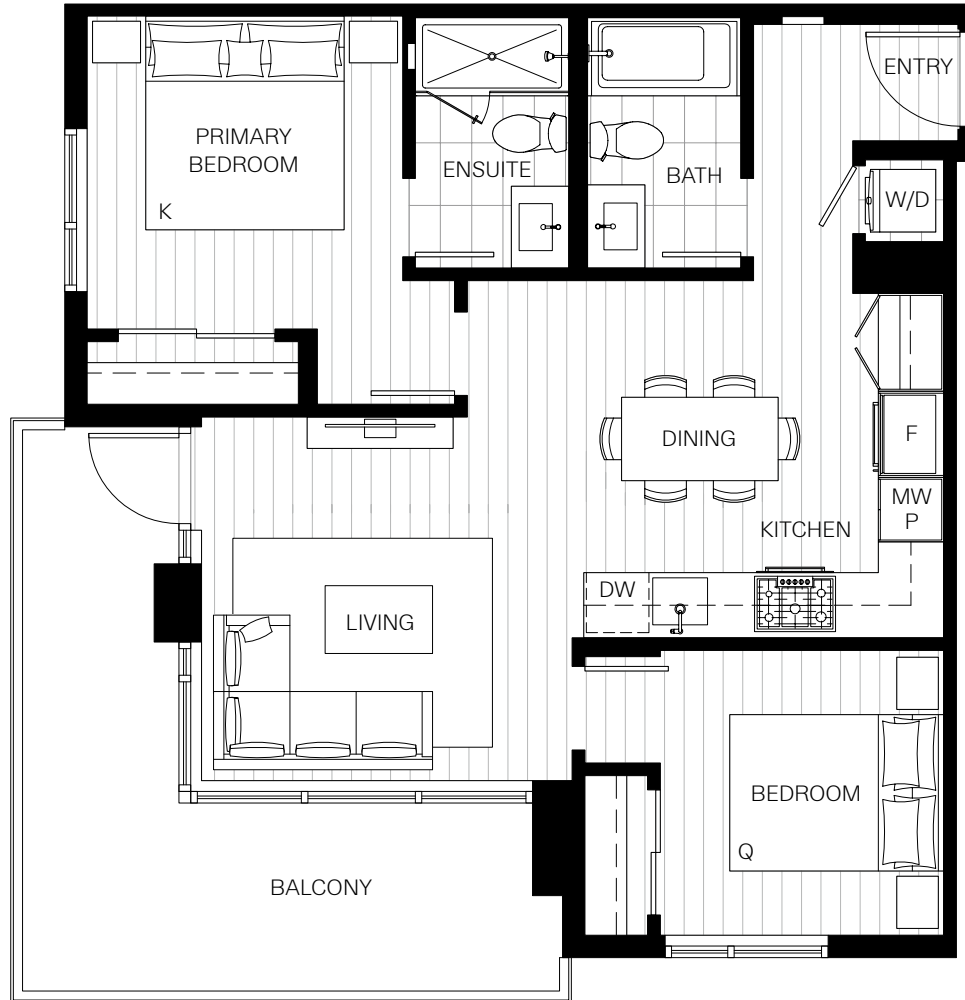 ENTRY
PRIMARY
BEDROOM
ENSUITE
BATH
W/D
K
DINING
F
MW
P
KITCHEN
DW
LIVING
BEDROOM
Q
BALCONY